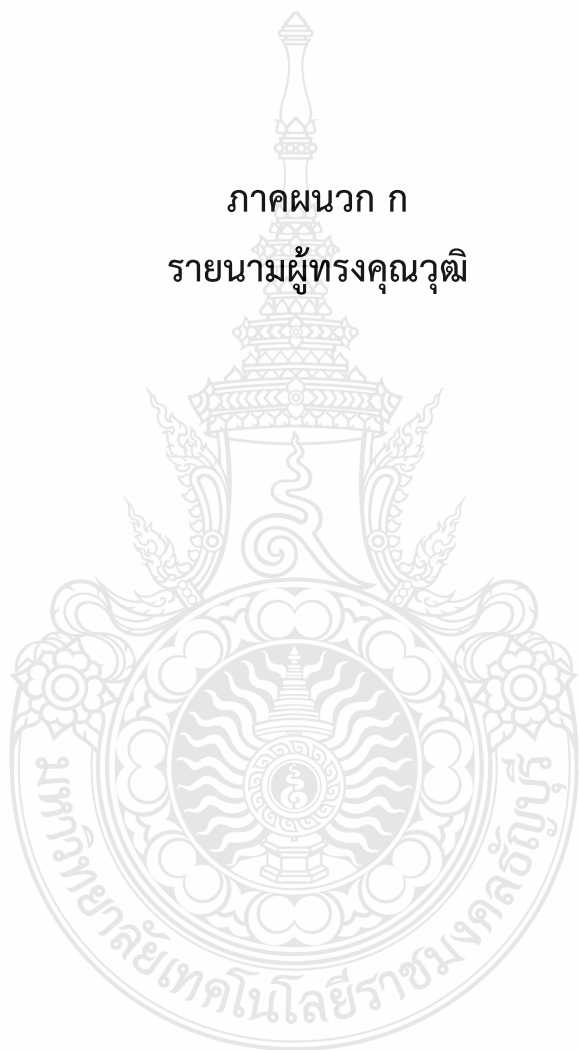 ภาคผนวก ก
รายนามผู้ทรงคุณวุฒิ
มหาวิทยาลัยเทคโนโลยีราชมงคลธัญบุรี